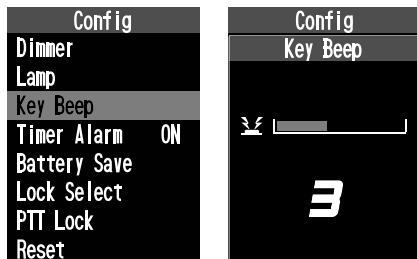 Config
Dimmer
Lamp
Key Beep
Timer Alarm ON
Battery Save
Lock Select
PTT Lock
Reset
Config
Key Beep
3